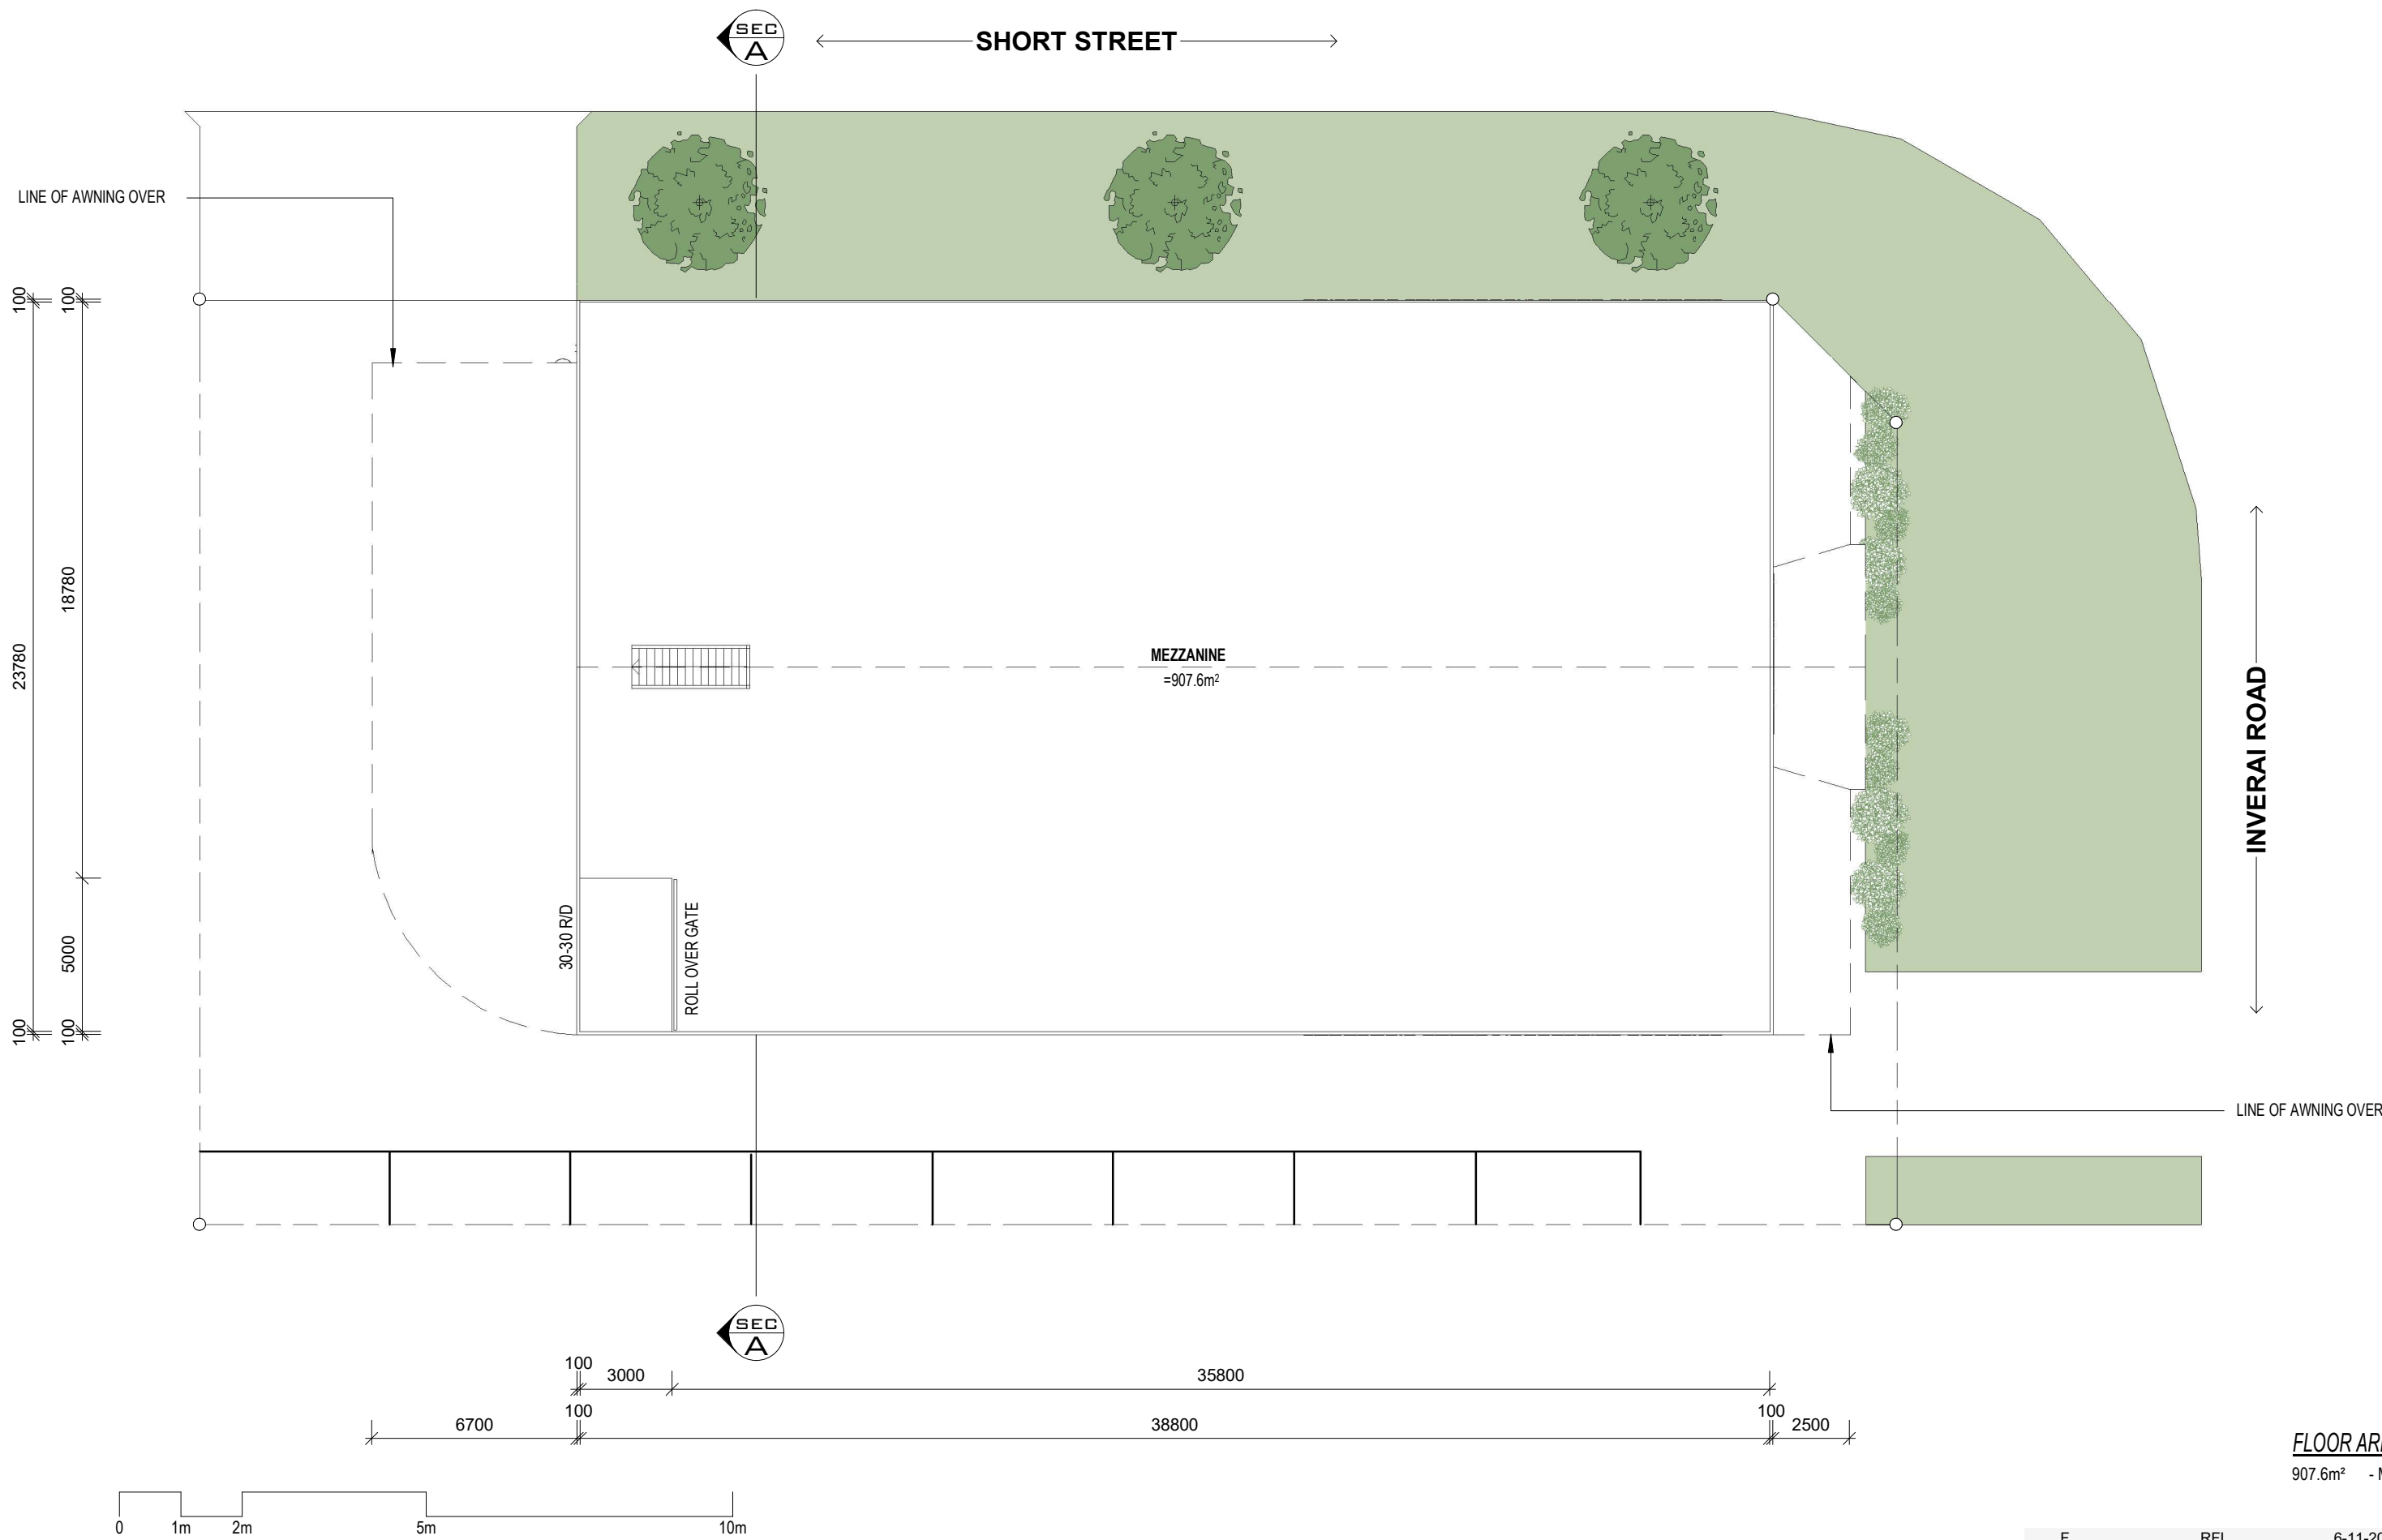 SEC
A
SHORT STREET
LINE OF AWNING OVER
100
100
18780
23780
MEZZANINE
=907.6m²
INVERAI ROAD
5000
30-30 R/D
ROLL OVER GATE
100
100
LINE OF AWNING OVER
SEC
A
100
3000
35800
6700
100
38800
100
2500
FLOOR
907.6m² -
0
1m
2m
5m
10m